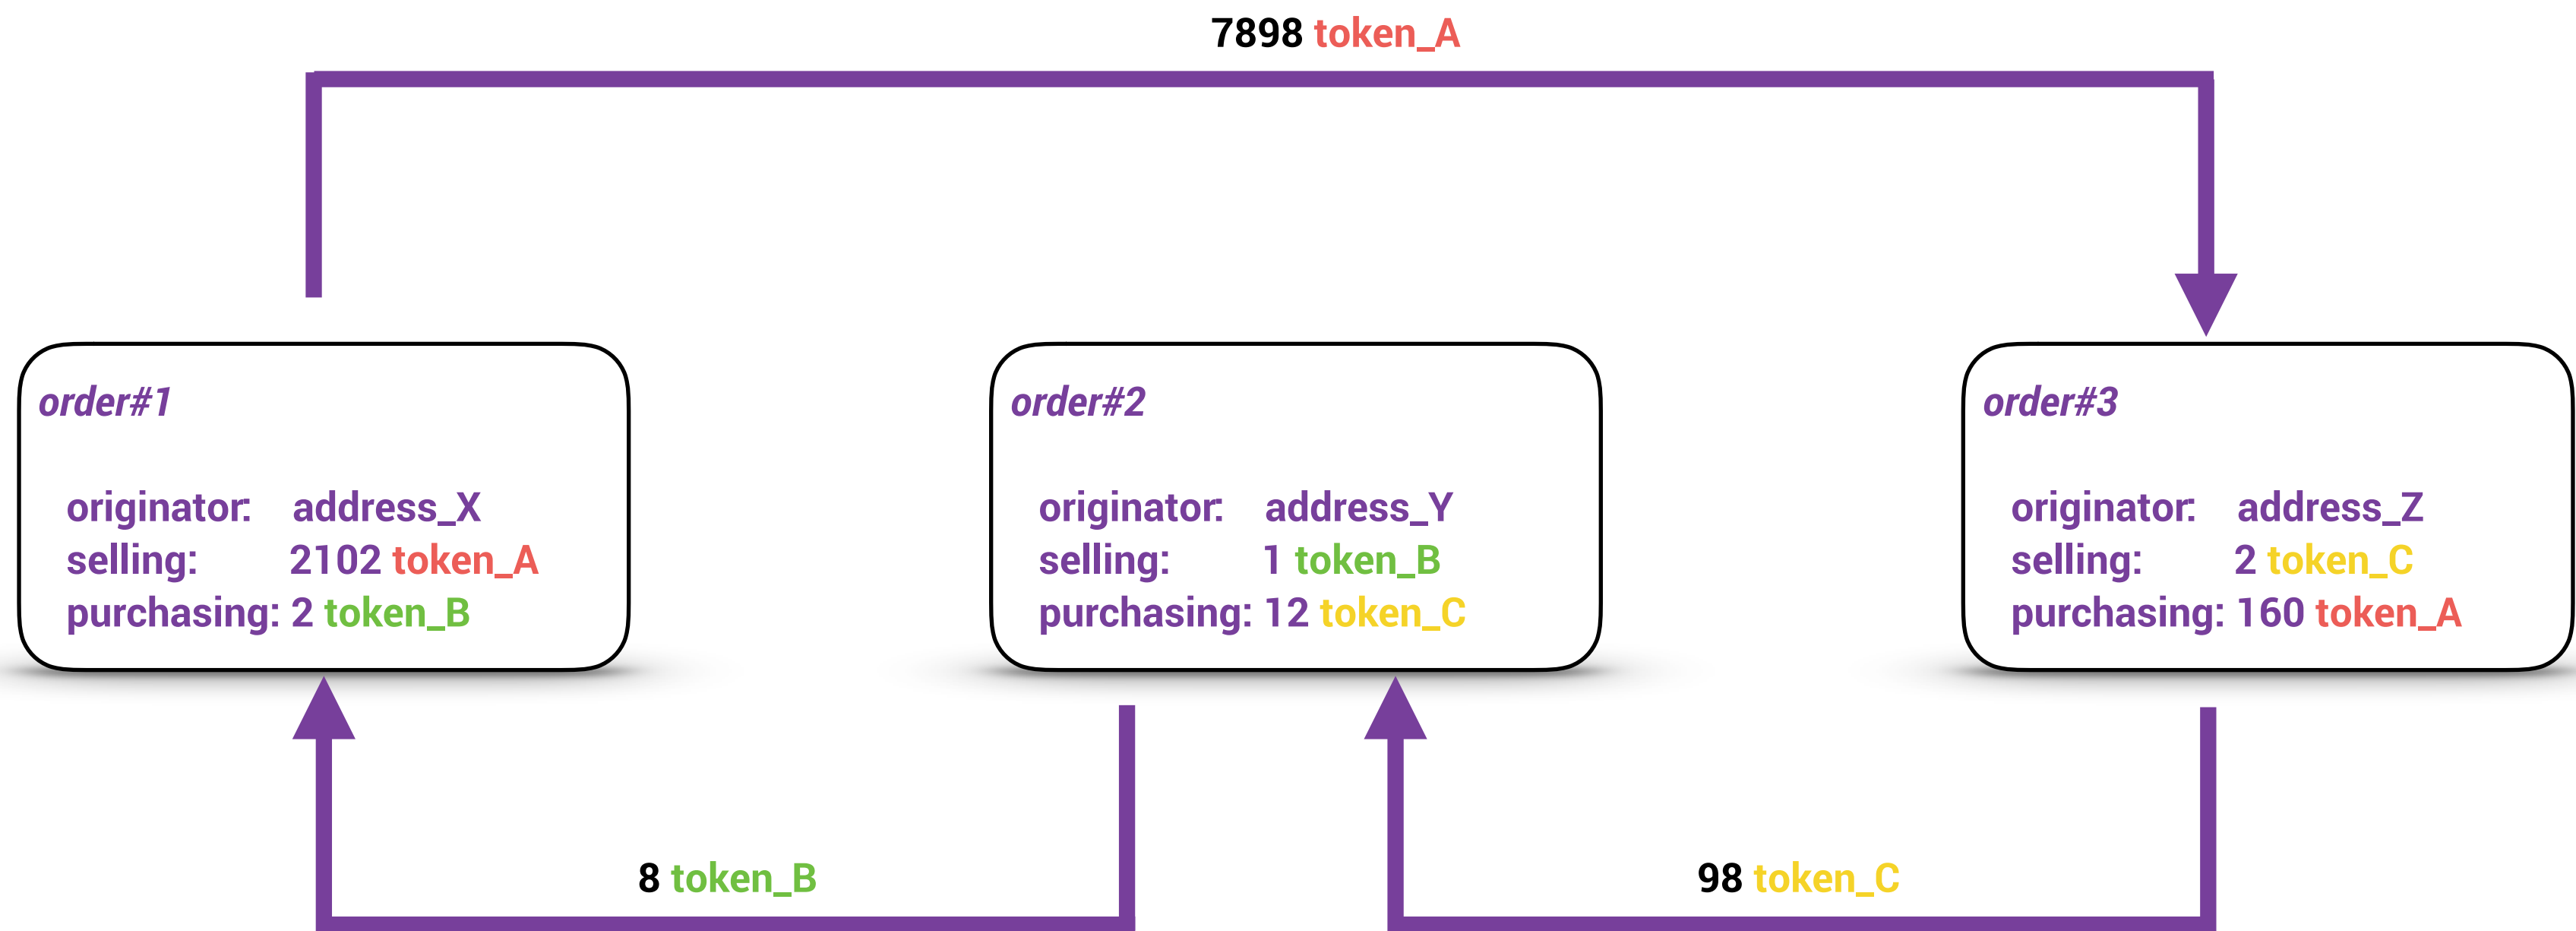 7898 token_A
order#1
originator: address_X
selling: 2102 token_A
purchasing: 2 token_B
order#2
originator: address_Y
selling: 1 token_B
purchasing: 12 token_C
order#3
originator: address_Z
selling: 2 token_C
purchasing: 160 token_A
8 token_B
98 token_C